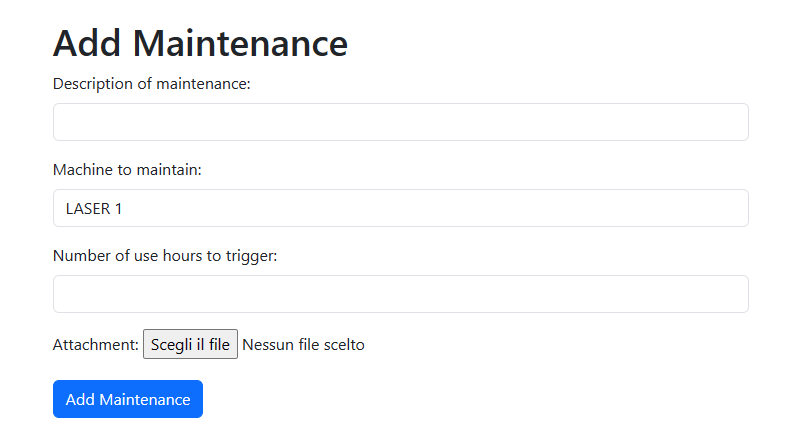 Add Maintenance
Description of maintenance:
Machine to maintain:
LASER 1
Number of use hours to trigger:
Attachment: Scegli il file Nessun file scelto
Add Maintenance